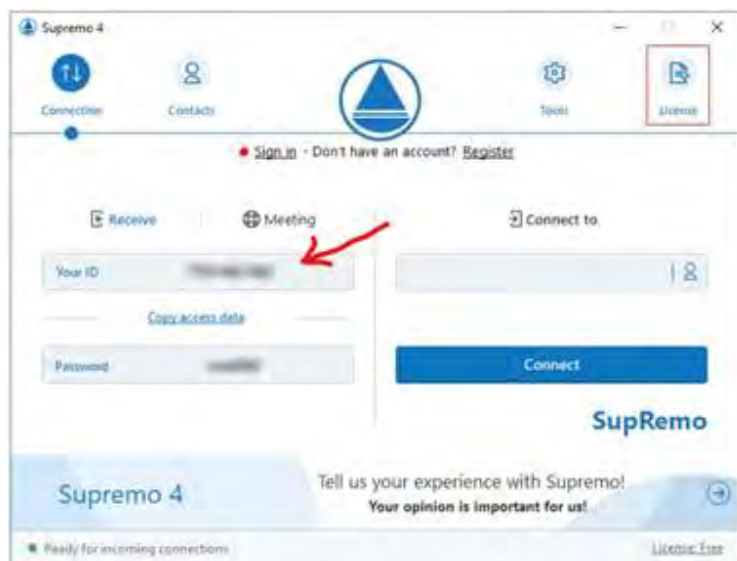 Supremo 4
Connection
Contacts
Tools
License
Sign in - Don't have an account? Register
Receive
Meeting
Connect to
Your ID
Copy access data
Password
Connect
SupRemo
Supremo 4
Tell us your experience with Supremo!
Your opinion is important for us!
Ready for incoming connections
License: Free